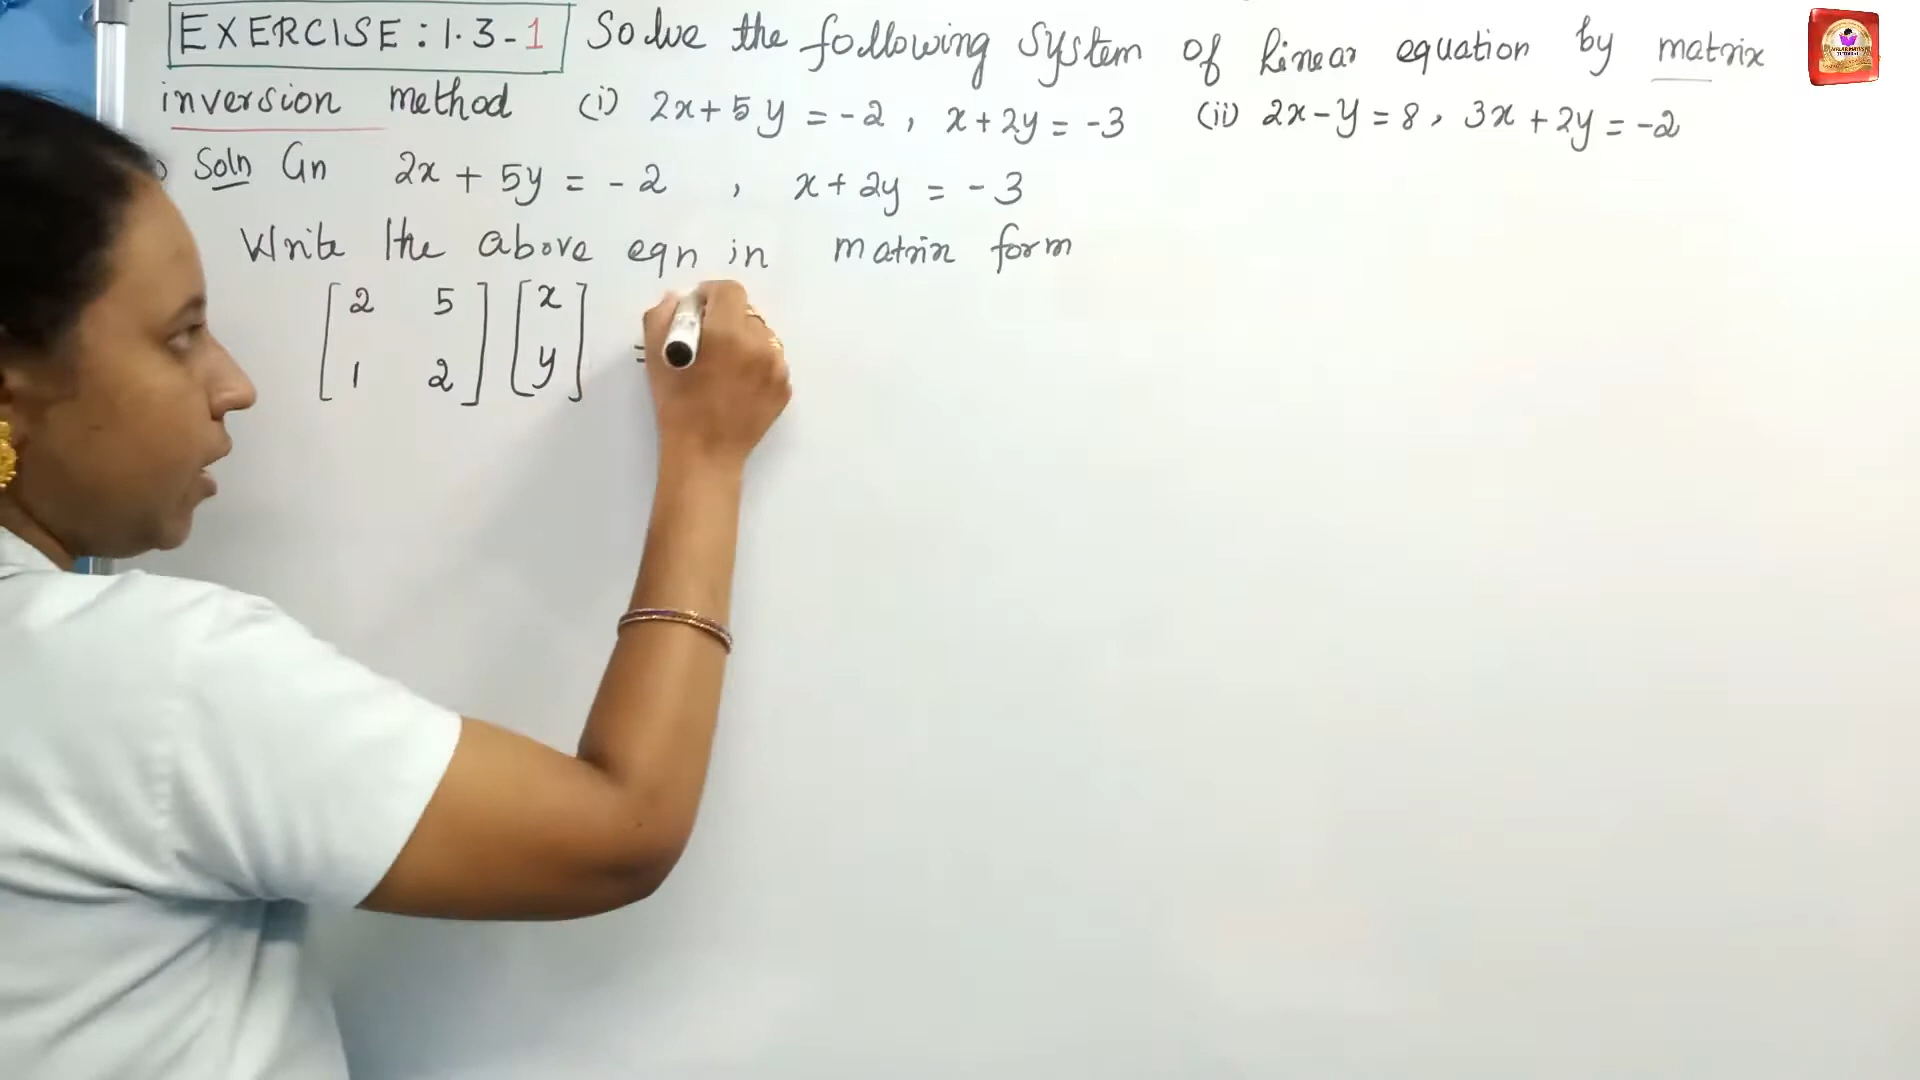 EXERCISE : 1.3-1 Solve the following System of linear equation by matrix
inversion method (i) 2x+5y = -2 , x+2y = -3 (ii) 2x-y = 8 , 3x+2y = -2
Soln Gn 2x + 5y = -2 , x+2y = -3
Write the above eqn in matrix form
[2 5] [x] =
[1 2] [y]